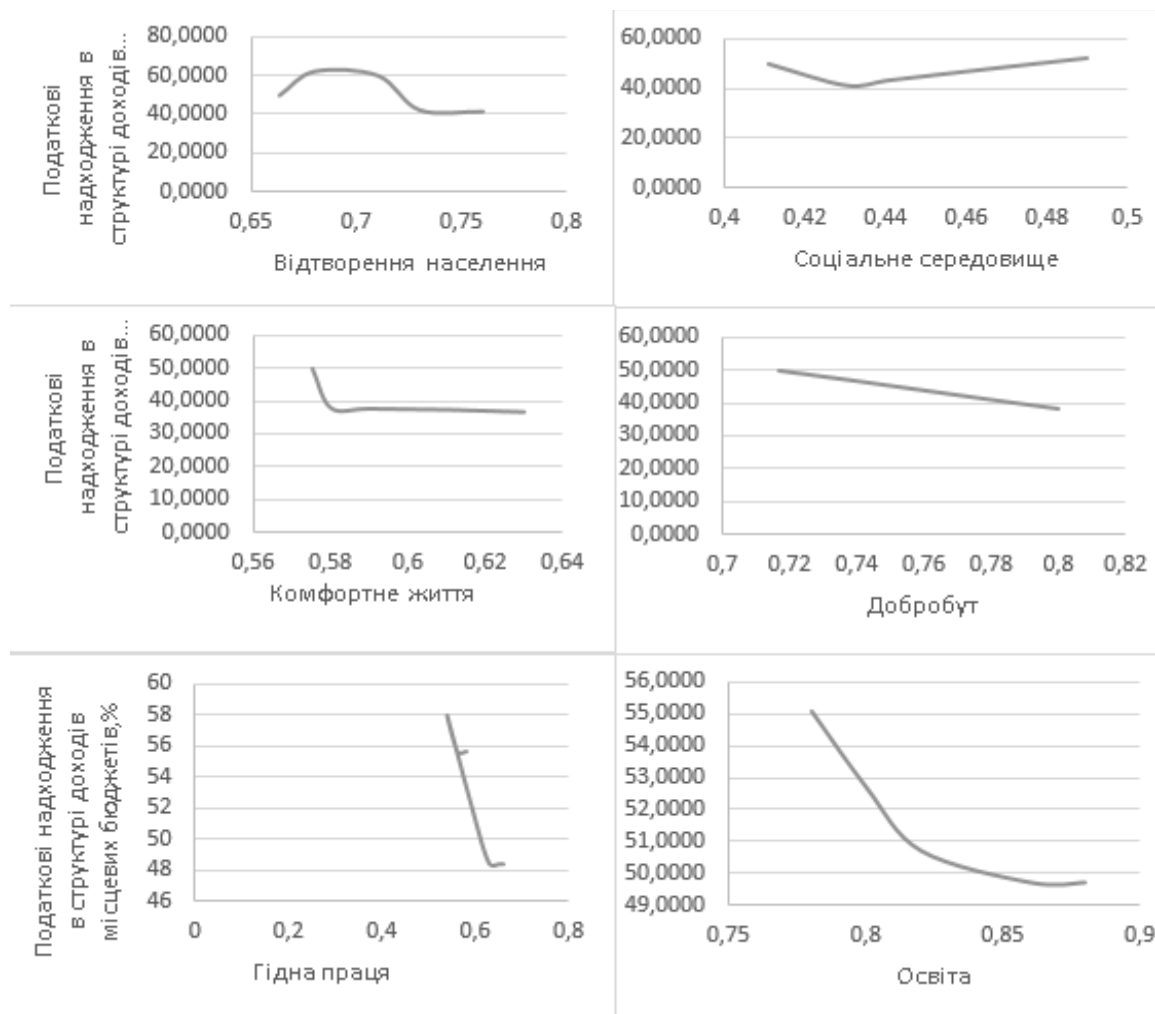 Податкові
надходження в
структурі доходів...
80,0000
60,0000
40,0000
20,0000
0,0000
0,65 0,7 0,75 0,8
Відтворення населення
60,0000
40,0000
20,0000
0,0000
0,4 0,42 0,44 0,46 0,48 0,5
Соціальне середовище
Податкові
надходження в
структурі доходів...
60,0000
50,0000
40,0000
30,0000
20,0000
10,0000
0,0000
0,56 0,58 0,6 0,62 0,64
Комфортне життя
60,0000
50,0000
40,0000
30,0000
20,0000
10,0000
0,0000
0,7 0,72 0,74 0,76 0,78 0,8 0,82
Добробут
Податкові надходження
в структурі доходів
місцевих бюджетів,%
60
58
56
54
52
50
48
46
0 0,2 0,4 0,6 0,8
Гідна праця
56,0000
55,0000
54,0000
53,0000
52,0000
51,0000
50,0000
49,0000
0,75 0,8 0,85 0,9
Освіта